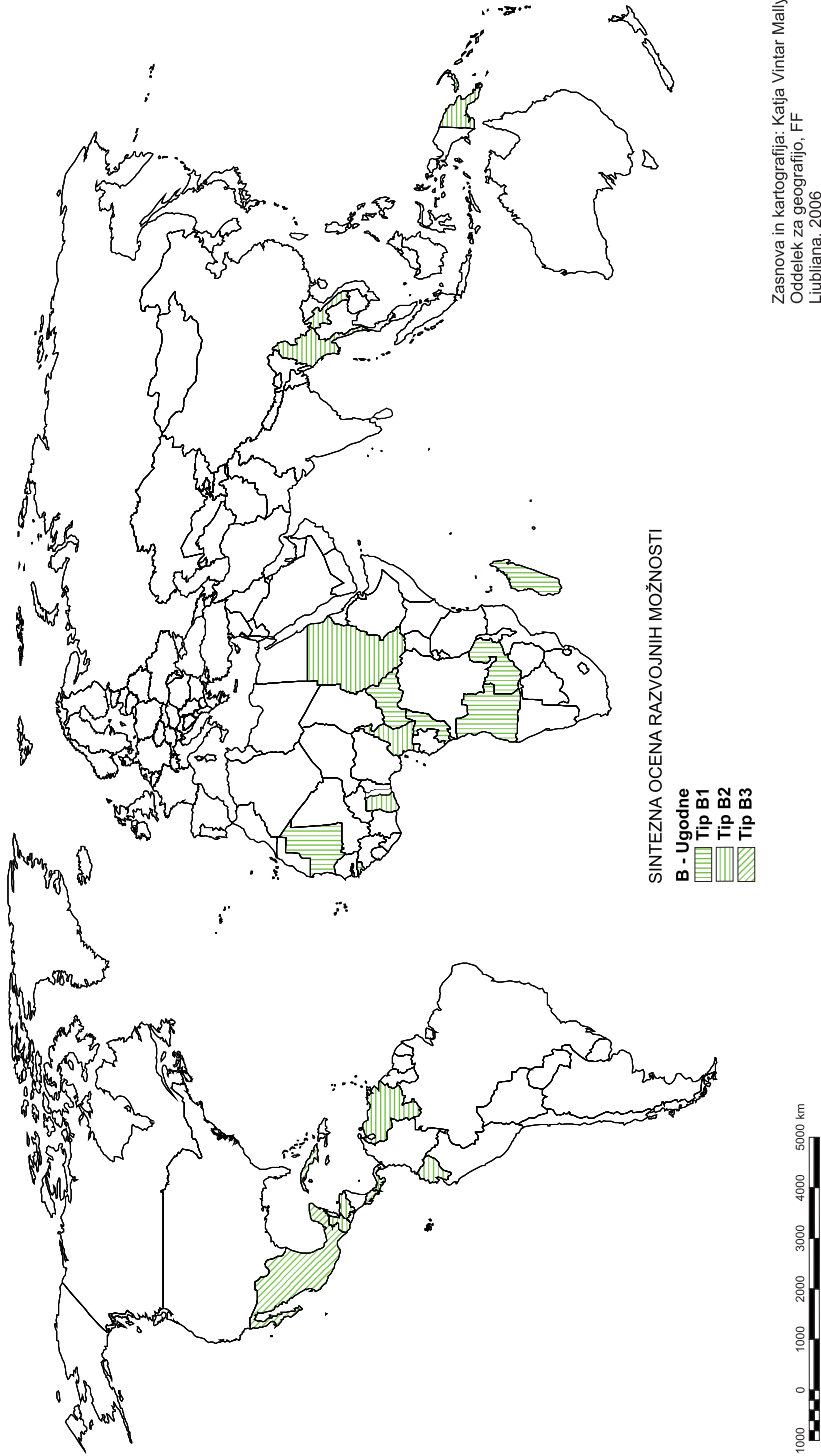 SINTEZNA OCENA RAZVOJNIH MOŽNOSTI
B - Ugodne
Tip B1
Tip B2
Tip B3
1000 0 1000 2000 3000 4000 5000 km
Zasnova in kartografija: Katja Vintar Mally
Oddelek za geografijo, FF
Ljubljana, 2006